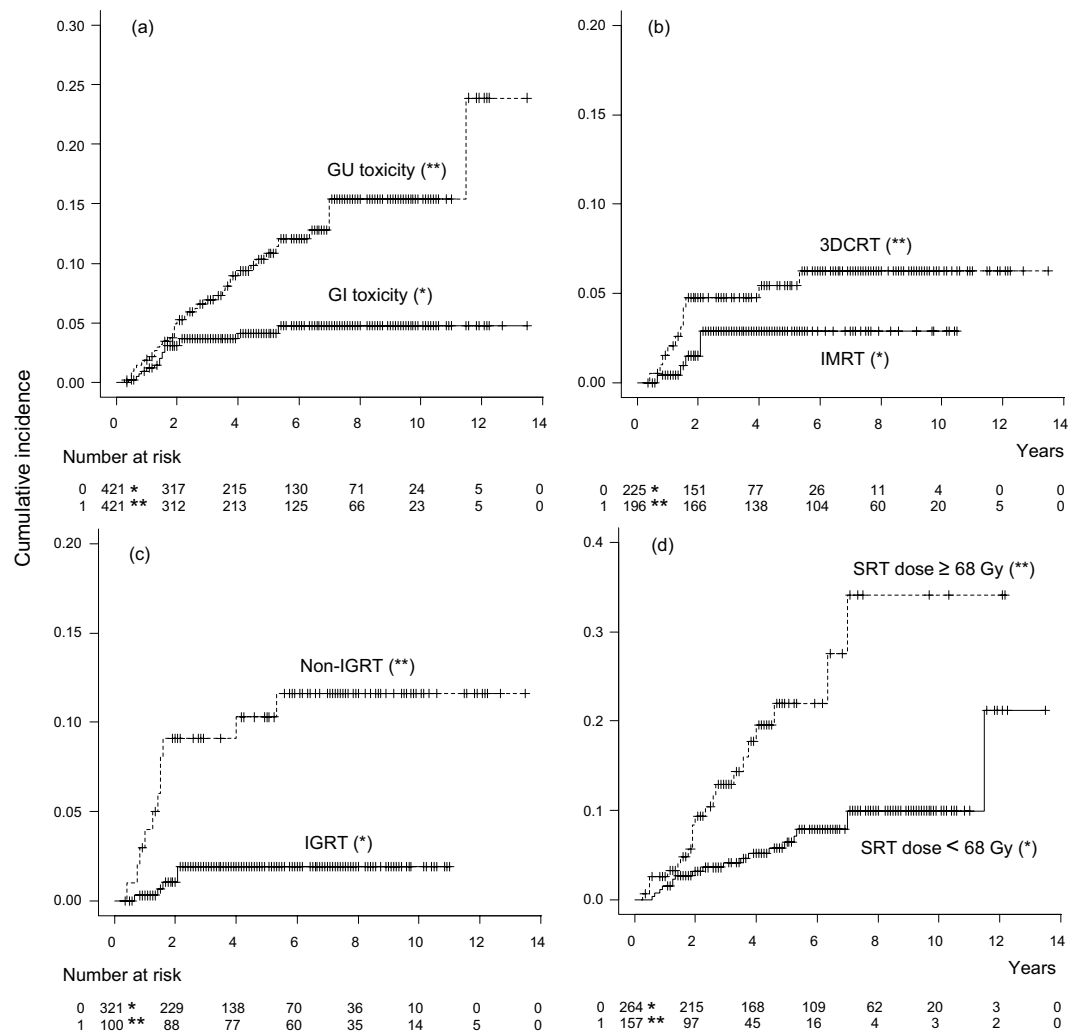 Cumulative incidence
(a)
0.30
0.25
0.20
0.15
0.10
0.05
0.00
GU toxicity (**)
GI toxicity (*)
0 2 4 6 8 10 12 14
Number at risk
0 421 * 317 215 130 71 24 5 0
1 421 ** 312 213 125 66 23 5 0
(b)
0.20
0.15
0.10
0.05
0.00
3DCRT (**)
IMRT (*)
0 2 4 6 8 10 12 14
Years
0 225 * 151 77 26 11 4 0 0
1 196 ** 166 138 104 60 20 5 0
(c)
0.20
0.15
0.10
0.05
0.00
Non-IGRT (**)
IGRT (*)
0 2 4 6 8 10 12 14
Number at risk
0 321 * 229 138 70 36 10 0 0
1 100 ** 88 77 60 35 14 5 0
(d)
0.4
0.3
0.2
0.1
0.0
SRT dose ≥ 68 Gy (**)
SRT dose < 68 Gy (*)
0 2 4 6 8 10 12 14
Years
0 264 * 215 168 109 62 20 3 0
1 157 ** 97 45 16 4 3 2 0